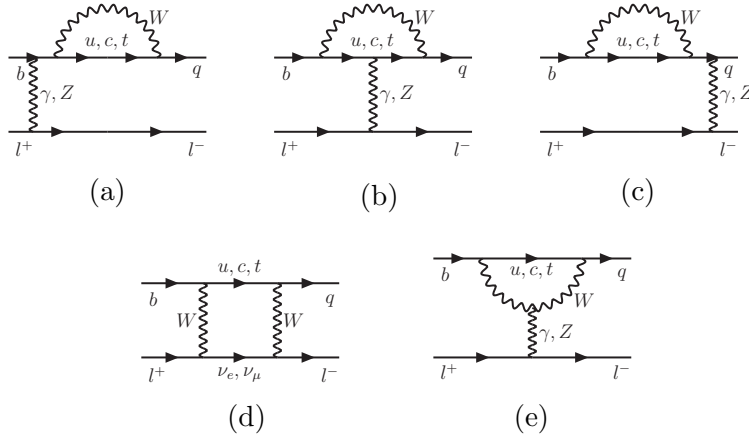 W W W
u, c, t u, c, t u, c, t
b q b q b q
γ, Z γ, Z γ, Z
l+ l− l+ l− l+ l−
(a) (b) (c)
u, c, t u, c, t
b q b q
W W W
γ, Z
l+ νe, νμ l− l+ l−
(d) (e)